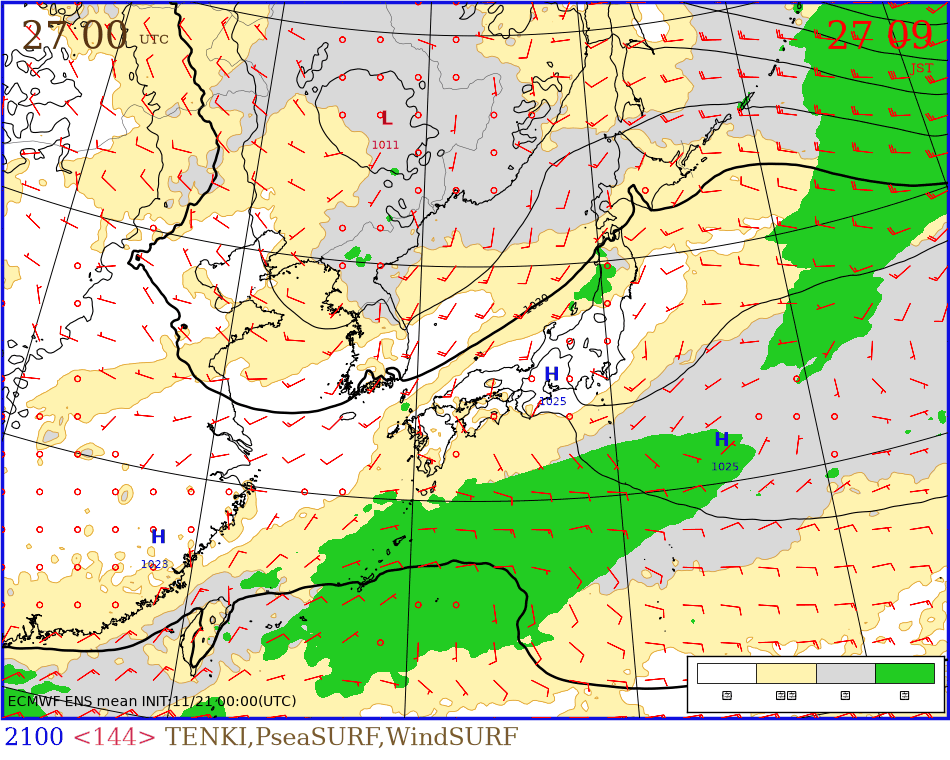 27 00 UTC
27 09
JST
L
1011
1020
H
1025
H
1025
H
1023
ECMWF ENS mean INIT:11/21 00:00(UTC)
2100 <144> TENKI,PseaSURF,WindSURF